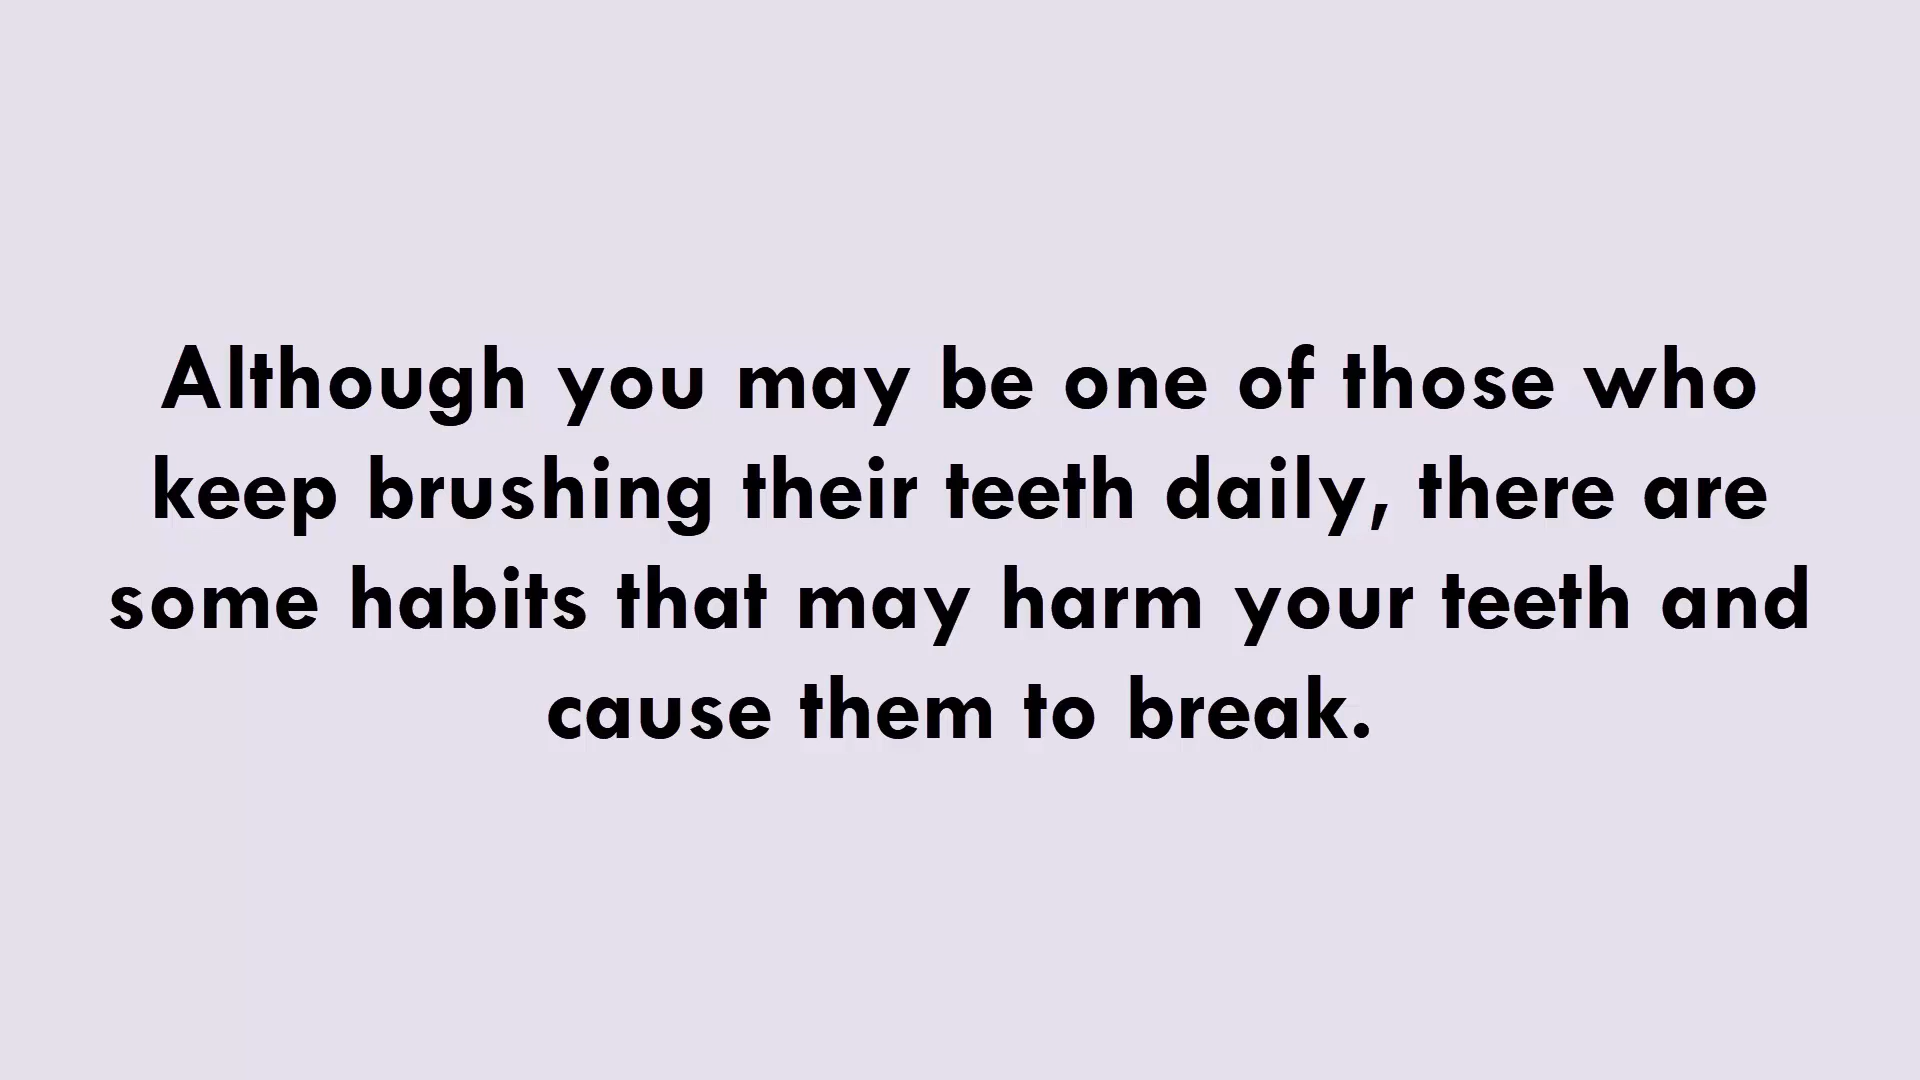 Although you may be one of those who
keep brushing their teeth daily, there are
some habits that may harm your teeth and
cause them to break.